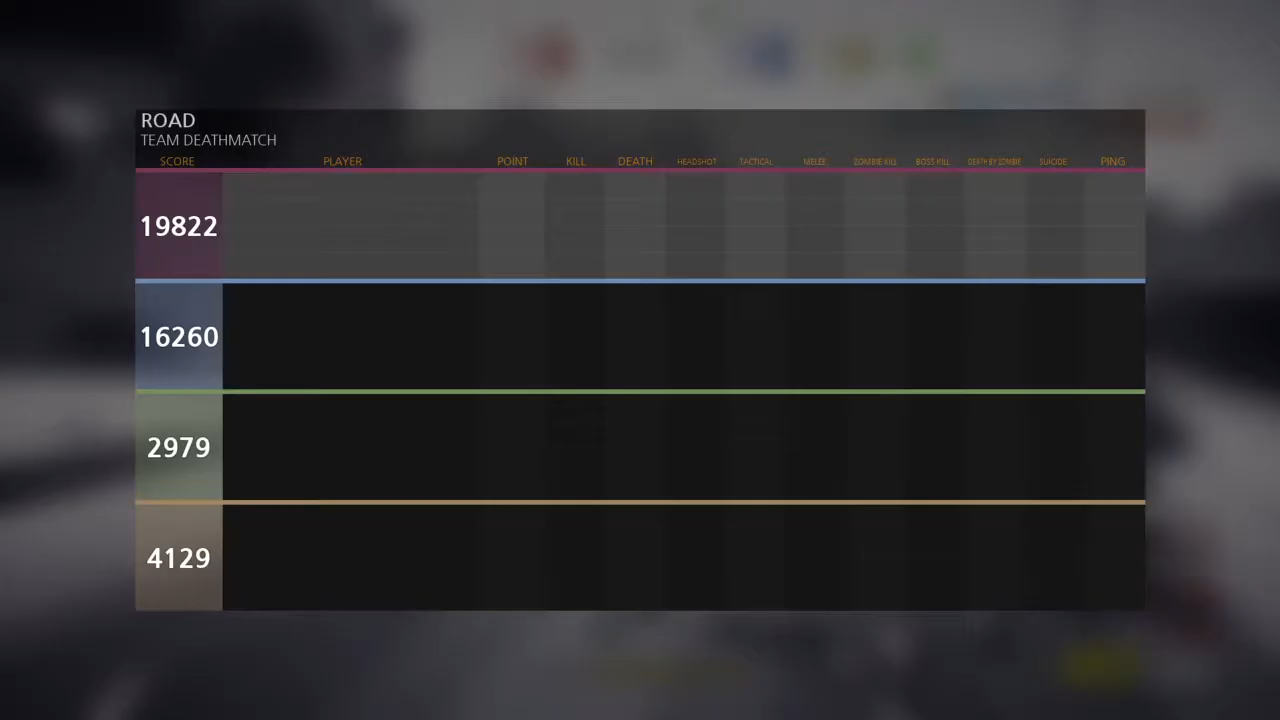 ROAD
TEAM DEATHMATCH
SCORE PLAYER POINT KILL DEATH HEADSHOT TACTICAL MELEE ZOMBIE KILL BOSS KILL DEATH BY ZOMBIE SUICIDE PING
19822
16260
2979
4129